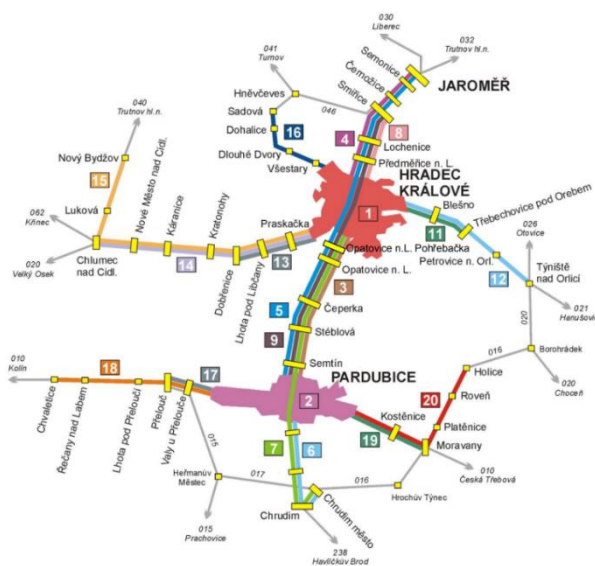 030
Liberec
032
Trutnov hl.n.
041
Turnov
Semonice
Černožice
Smiřice
JAROMĚŘ
Hněvčeves
046
Sadová
Dohalice
16
Dlouhé Dvory
Všestary
4
8
Lochenice
Předměřice n. L.
HRADEC
KRÁLOVÉ
1
040
Trutnov hl.n.
Nový Bydžov
15
Luková
062
Křinec
020
Velký Osek
Chlumec
nad Cidl.
Nové Město nad Cidl.
Káranice
Kratonohy
14
Dobřenice
Lhota pod Libčany
13
Praskačka
Blešno
11
Třebechovice pod Orebem
Petrovice n. Orl.
12
026
Otovice
Týniště
nad Orlicí
021
Hanušovice
020
Opatovice n.L. Pohřebačka
Opatovice n. L.
3
5
Čeperka
9
Stéblová
Semtín
PARDUBICE
2
010
Kolín
18
17
Chvaletice
Řečany nad Labem
Lhota pod Přeloučí
Přelouč
Valy u Přelouče
015
Heřmanův
Městec
017
015
Prachovice
7
6
Chrudim
Chrudim město
238
Havlíčkův Brod
016
Hrochův Týnec
Kostěnice
19
20
Moravany
Platěnice
Roveň
Holice
016
Borohrádek
020
Choceň
010
Česká Třebová